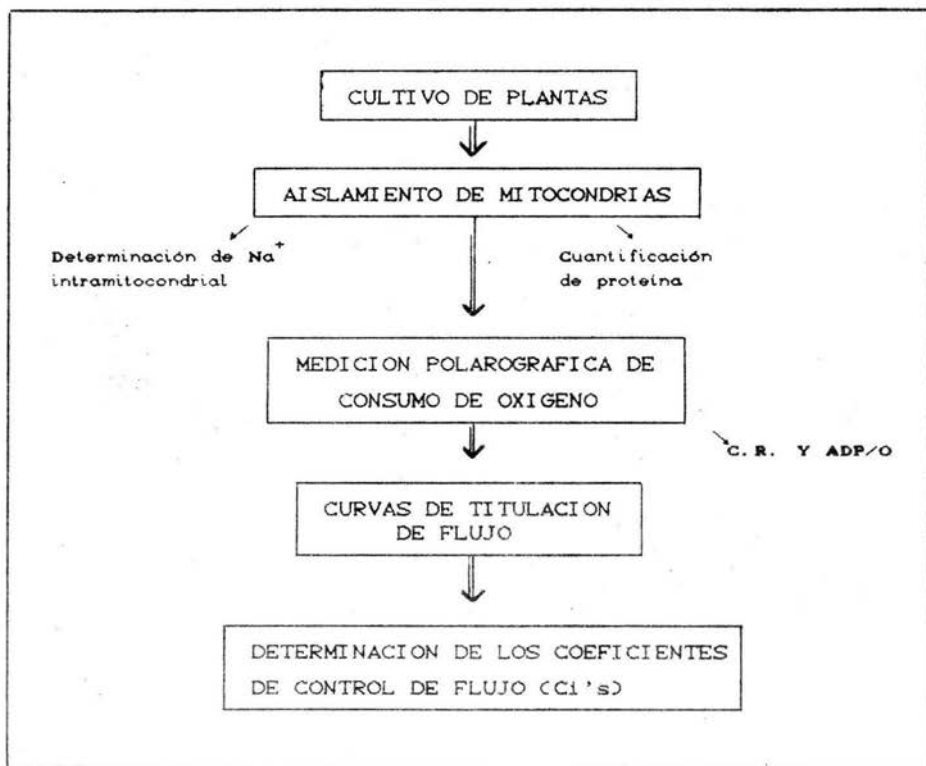 CULTIVO DE PLANTAS
AISLAMIENTO DE MITOCONDRIAS
Determinación de Na+
intramitocondrial
Cuantificación
de proteína
MEDICION POLAROGRAFICA DE
CONSUMO DE OXIGENO
C.R. Y ADP/O
CURVAS DE TITULACION
DE FLUJO
DETERMINACION DE LOS COEFICIENTES
DE CONTROL DE FLUJO (Ci's)